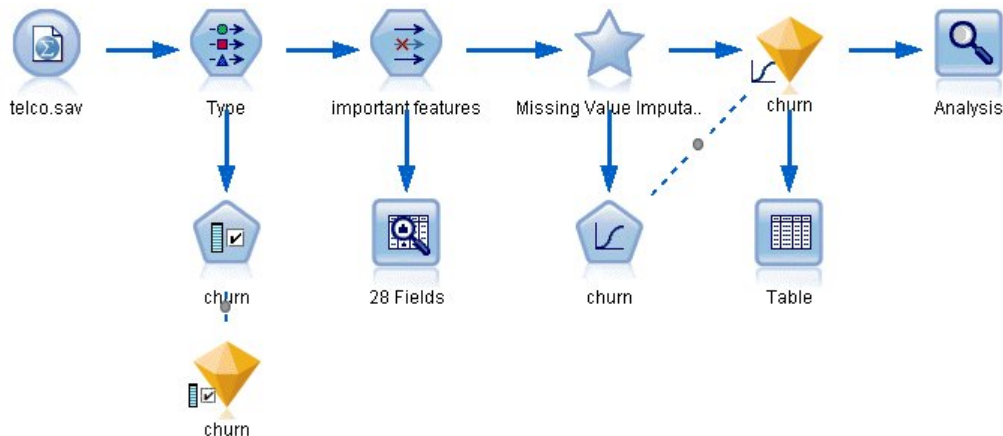 telco.sav
Type
important features
Missing Value Imputa..
churn
Analysis
churn
28 Fields
churn
Table
churn